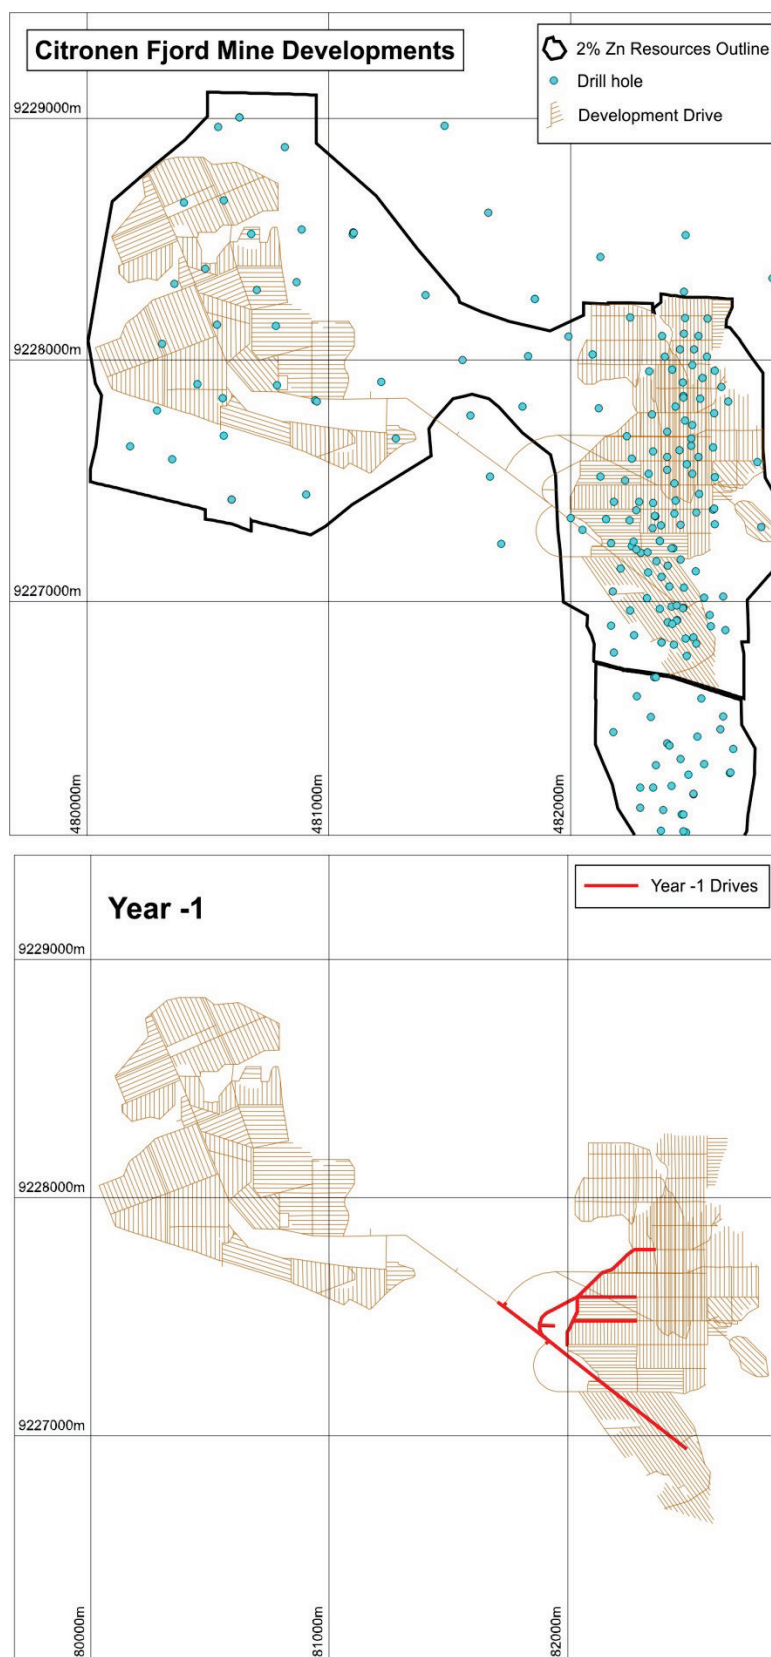 Citronen Fjord Mine Developments
2% Zn Resources Outline
Drill hole
Development Drive
9229000m
9228000m
9227000m
480000m
481000m
482000m
Year -1
Year -1 Drives
9229000m
9228000m
9227000m
80000m
81000m
82000m